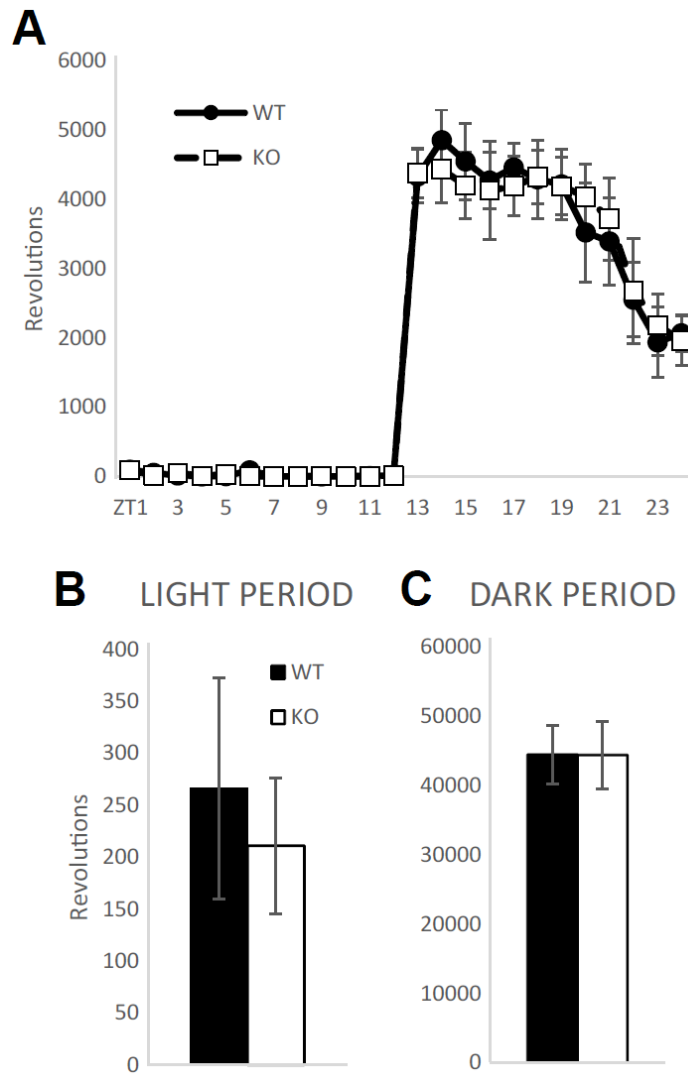 A
6000
5000
4000
3000
2000
1000
0
Revolutions
WT
KO
ZT1 3 5 7 9 11 13 15 17 19 21 23
B LIGHT PERIOD
400
350
300
250
200
150
100
50
0
Revolutions
WT
KO
C DARK PERIOD
60000
50000
40000
30000
20000
10000
0